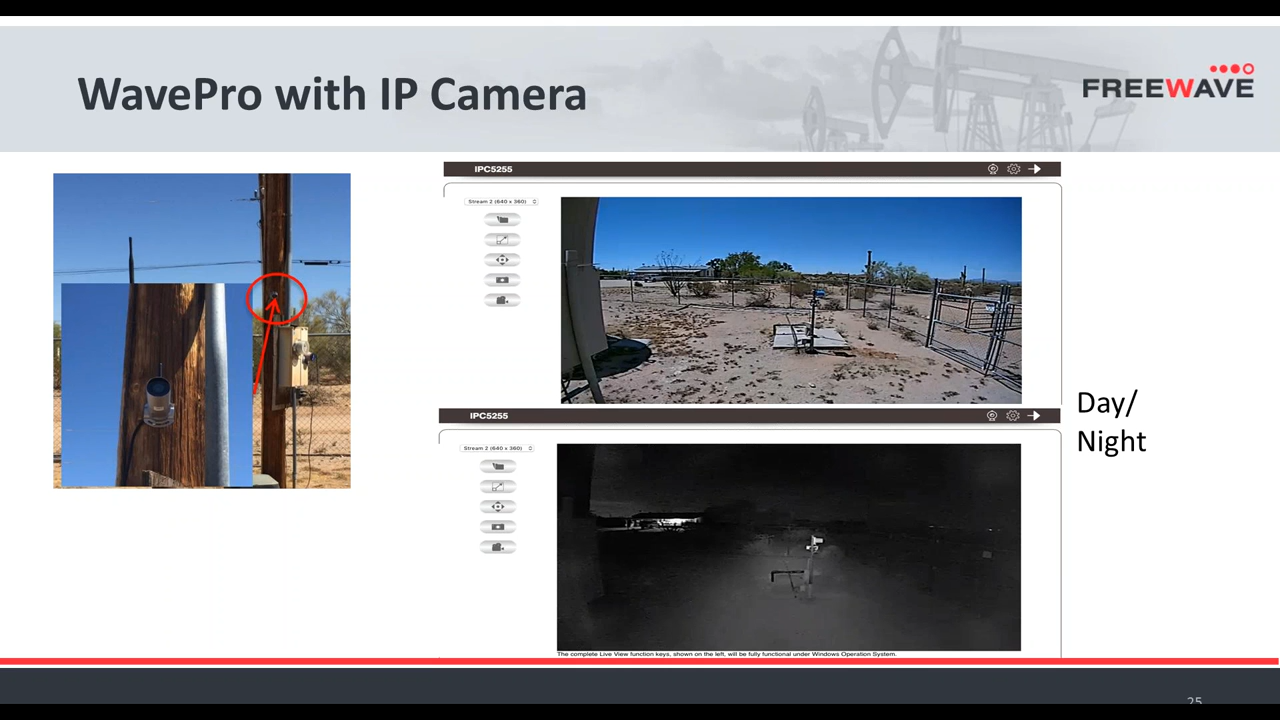 WavePro with IP Camera
FREEWAVE
IPC5255
Stream 2 (640 x 360)
IPC5255
Stream 2 (640 x 360)
Day/
Night
The complete Live View function keys, shown on the left, will be fully functional under Windows Operation System.
25